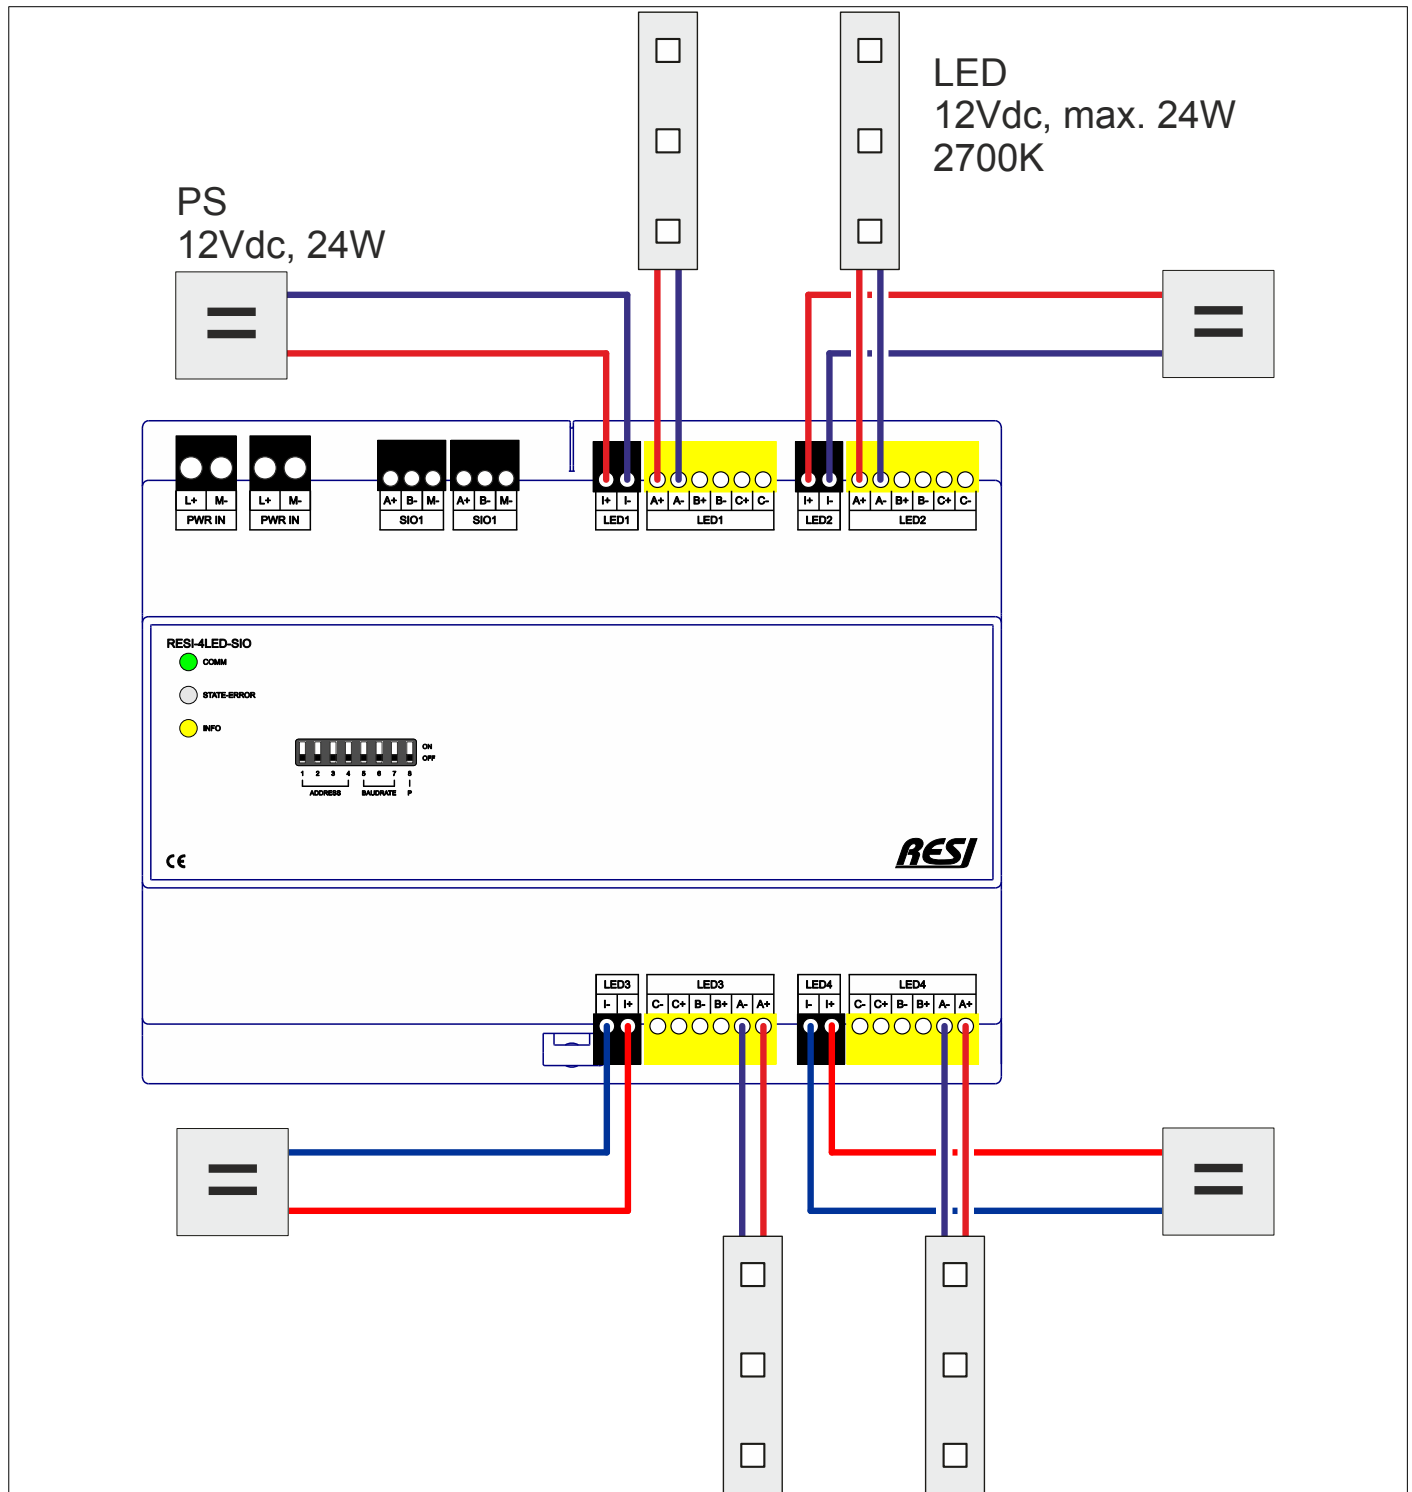 LED
12Vdc, max. 24W
2700K
PS
12Vdc, 24W
L+ M- L+ M- A+ B- M- A+ B- M- I+ I- A+ A- B+ B- C+ C- I+ I- A+ A- B+ B- C+ C-
PWR IN PWR IN SIO1 SIO1 LED1 LED1 LED2 LED2
RESI-4LED-SIO
COMM
STATE-ERROR
INFO
ON
OFF
1 2 3 4 5 6 7 8
ADDRESS BAUDRATE P
CE RESI
LED3 LED3 LED4 LED4
I- I+ C- C+ B- B+ A- A+ I- I+ C- C+ B- B+ A- A+